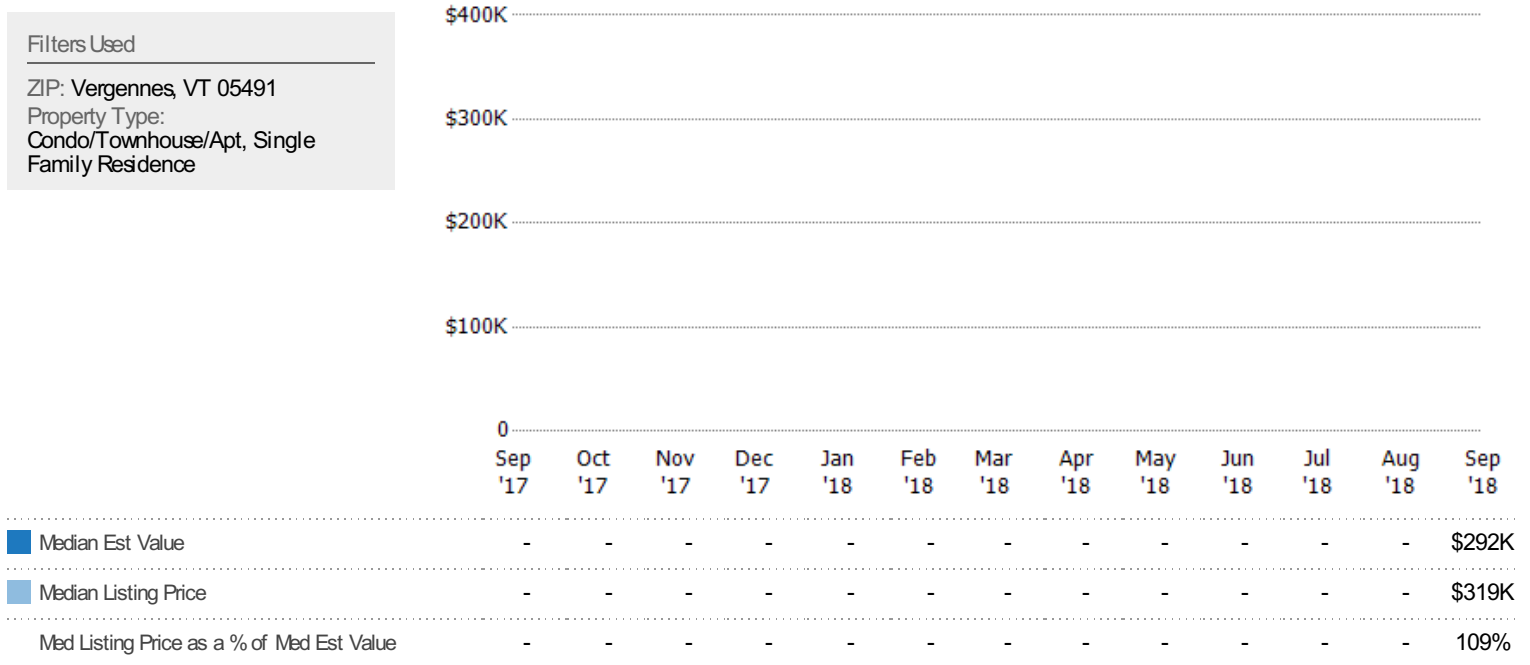 Filters Used
ZIP: Vergennes, VT 05491
Property Type:
Condo/Townhouse/Apt, Single
Family Residence
$400K
$300K
$200K
$100K
0
Sep Oct Nov Dec Jan Feb Mar Apr May Jun Jul Aug Sep
'17 '17 '17 '17 '18 '18 '18 '18 '18 '18 '18 '18 '18
Median Est Value - - - - - - - - - - - - $292K
Median Listing Price - - - - - - - - - - - - $319K
Med Listing Price as a % of Med Est Value - - - - - - - - - - - - 109%